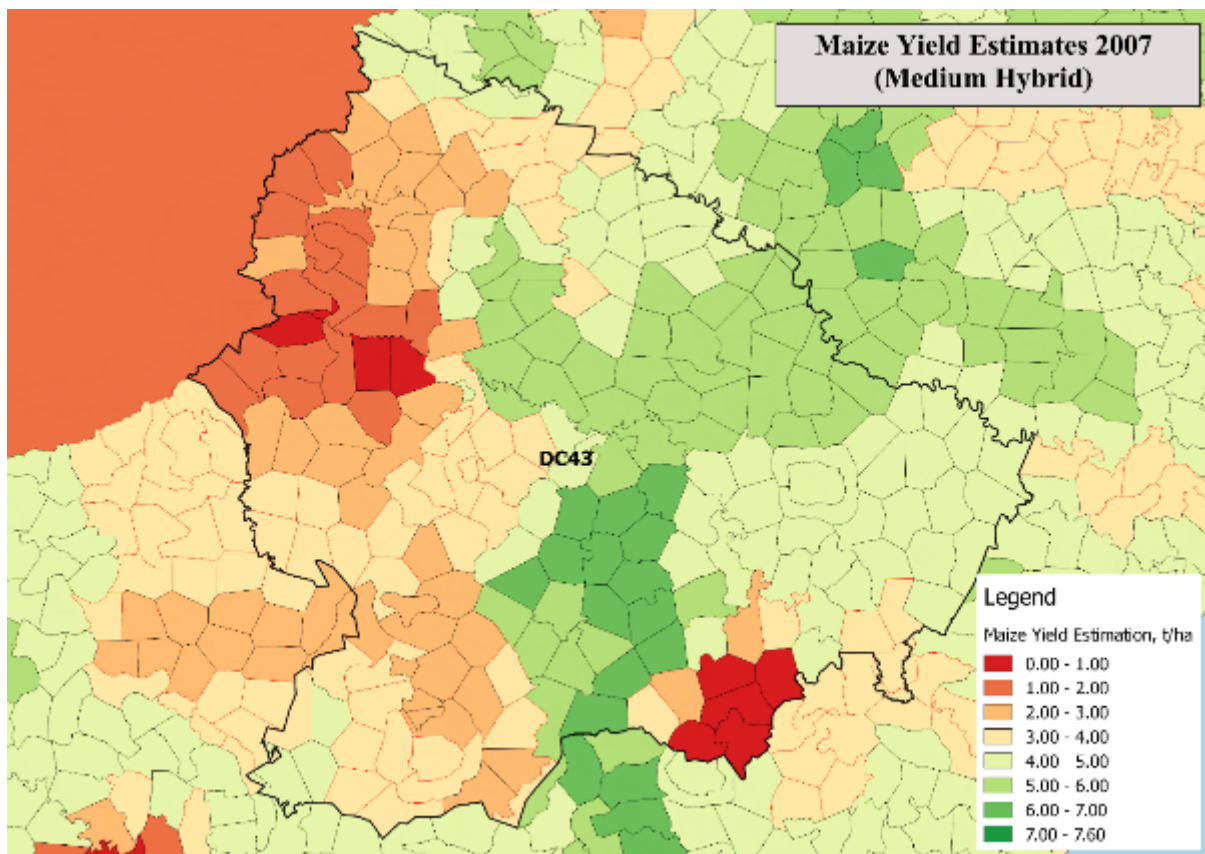 Maize Yield Estimates 2007
(Medium Hybrid)
DC43
Legend
Maize Yield Estimation, t/ha
0.00 - 1.00
1.00 - 2.00
2.00 - 3.00
3.00 - 4.00
4.00 - 5.00
5.00 - 6.00
6.00 - 7.00
7.00 - 7.60